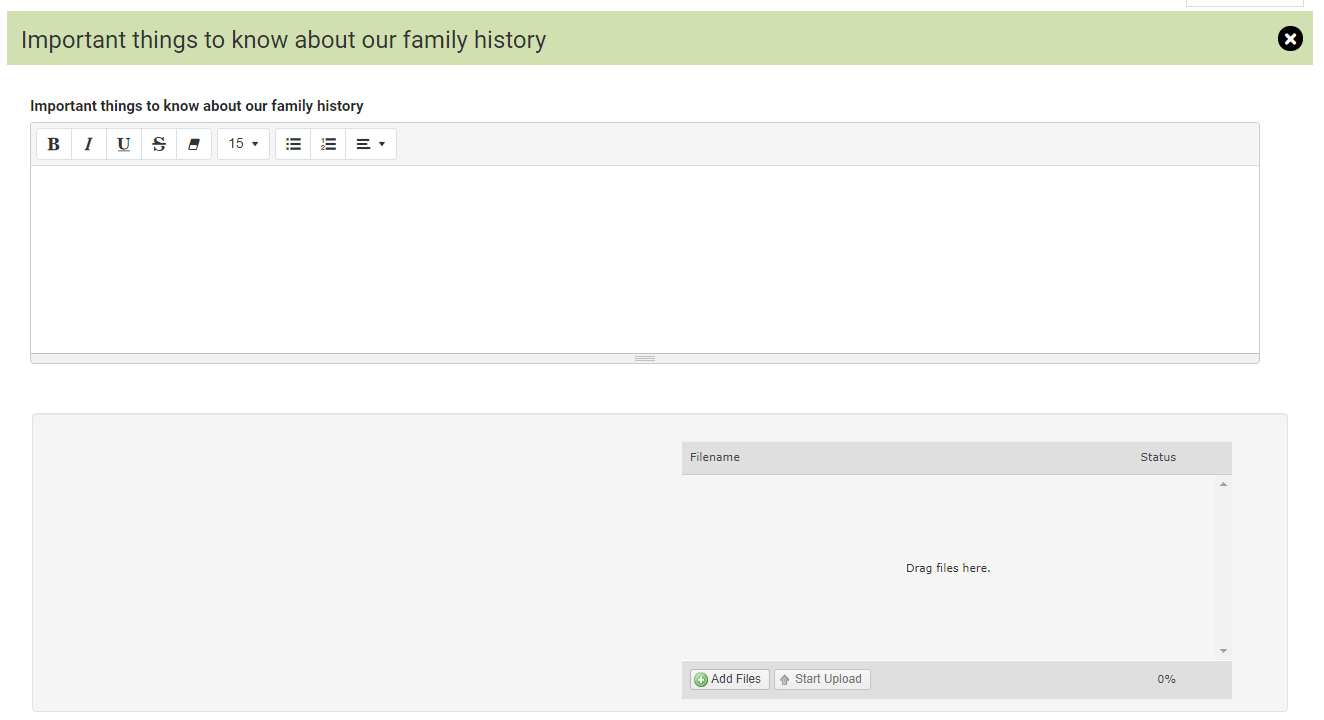 Important things to know about our family history
Important things to know about our family history
B I U S 15
Filename Status
Drag files here.
Add Files Start Upload 0%